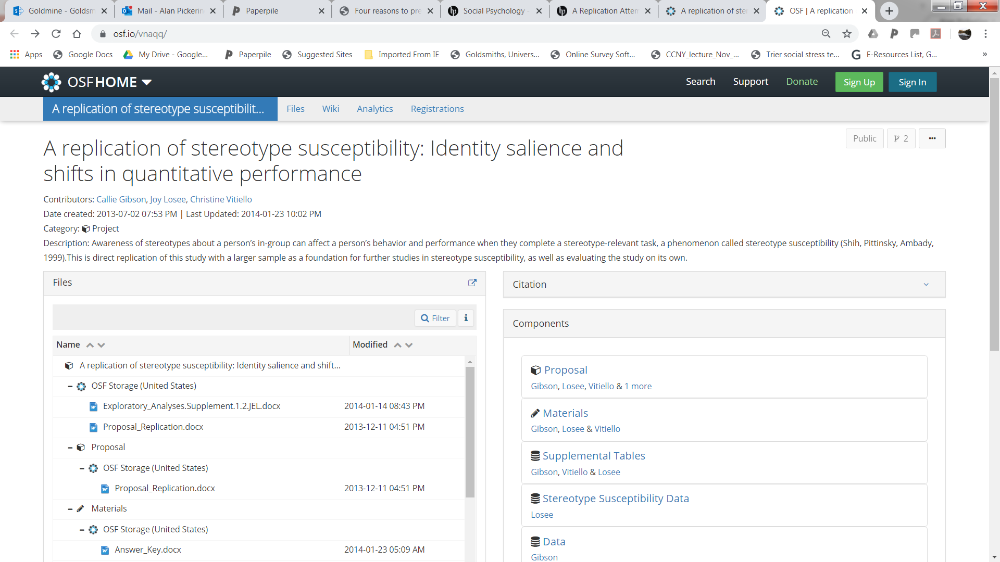 Goldmine - Goldsm
Mail - Alan Pickerin
Paperpile
Four reasons to pre
Social Psychology -
A Replication Attem
A replication of ste
OSF | A replication
osf.io/vnaqq/
Apps
Google Docs
My Drive - Google...
Paperpile
Suggested Sites
Imported From IE
Goldsmiths, Univers...
Online Survey Soft...
CCNY_lecture_Nov_...
Trier social stress te...
E-Resources List, G...
»
OSFHOME
Search
Support
Donate
Sign Up
Sign In
A replication of stereotype susceptibilit...
Files
Wiki
Analytics
Registrations
Public
2
...
A replication of stereotype susceptibility: Identity salience and
shifts in quantitative performance
Contributors: Callie Gibson, Joy Losee, Christine Vitiello
Date created: 2013-07-02 07:53 PM | Last Updated: 2014-01-23 10:02 PM
Category: Project
Description: Awareness of stereotypes about a person's in-group can affect a person's behavior and performance when they complete a stereotype-relevant task, a phenomenon called stereotype susceptibility (Shih, Pittinsky, Ambady,
1999).This is direct replication of this study with a larger sample as a foundation for further studies in stereotype susceptibility, as well as evaluating the study on its own.
Files
Filter
i
Name
Modified
A replication of stereotype susceptibility: Identity salience and shift...
OSF Storage (United States)
Exploratory_Analyses.Supplement.1.2.JEL.docx 2014-01-14 08:43 PM
Proposal_Replication.docx 2013-12-11 04:51 PM
Proposal
OSF Storage (United States)
Proposal_Replication.docx 2013-12-11 04:51 PM
Materials
OSF Storage (United States)
Answer_Key.docx 2014-01-23 05:09 AM
Citation
Components
Proposal
Gibson, Losee, Vitiello & 1 more
Materials
Gibson, Losee & Vitiello
Supplemental Tables
Gibson, Vitiello & Losee
Stereotype Susceptibility Data
Losee
Data
Gibson